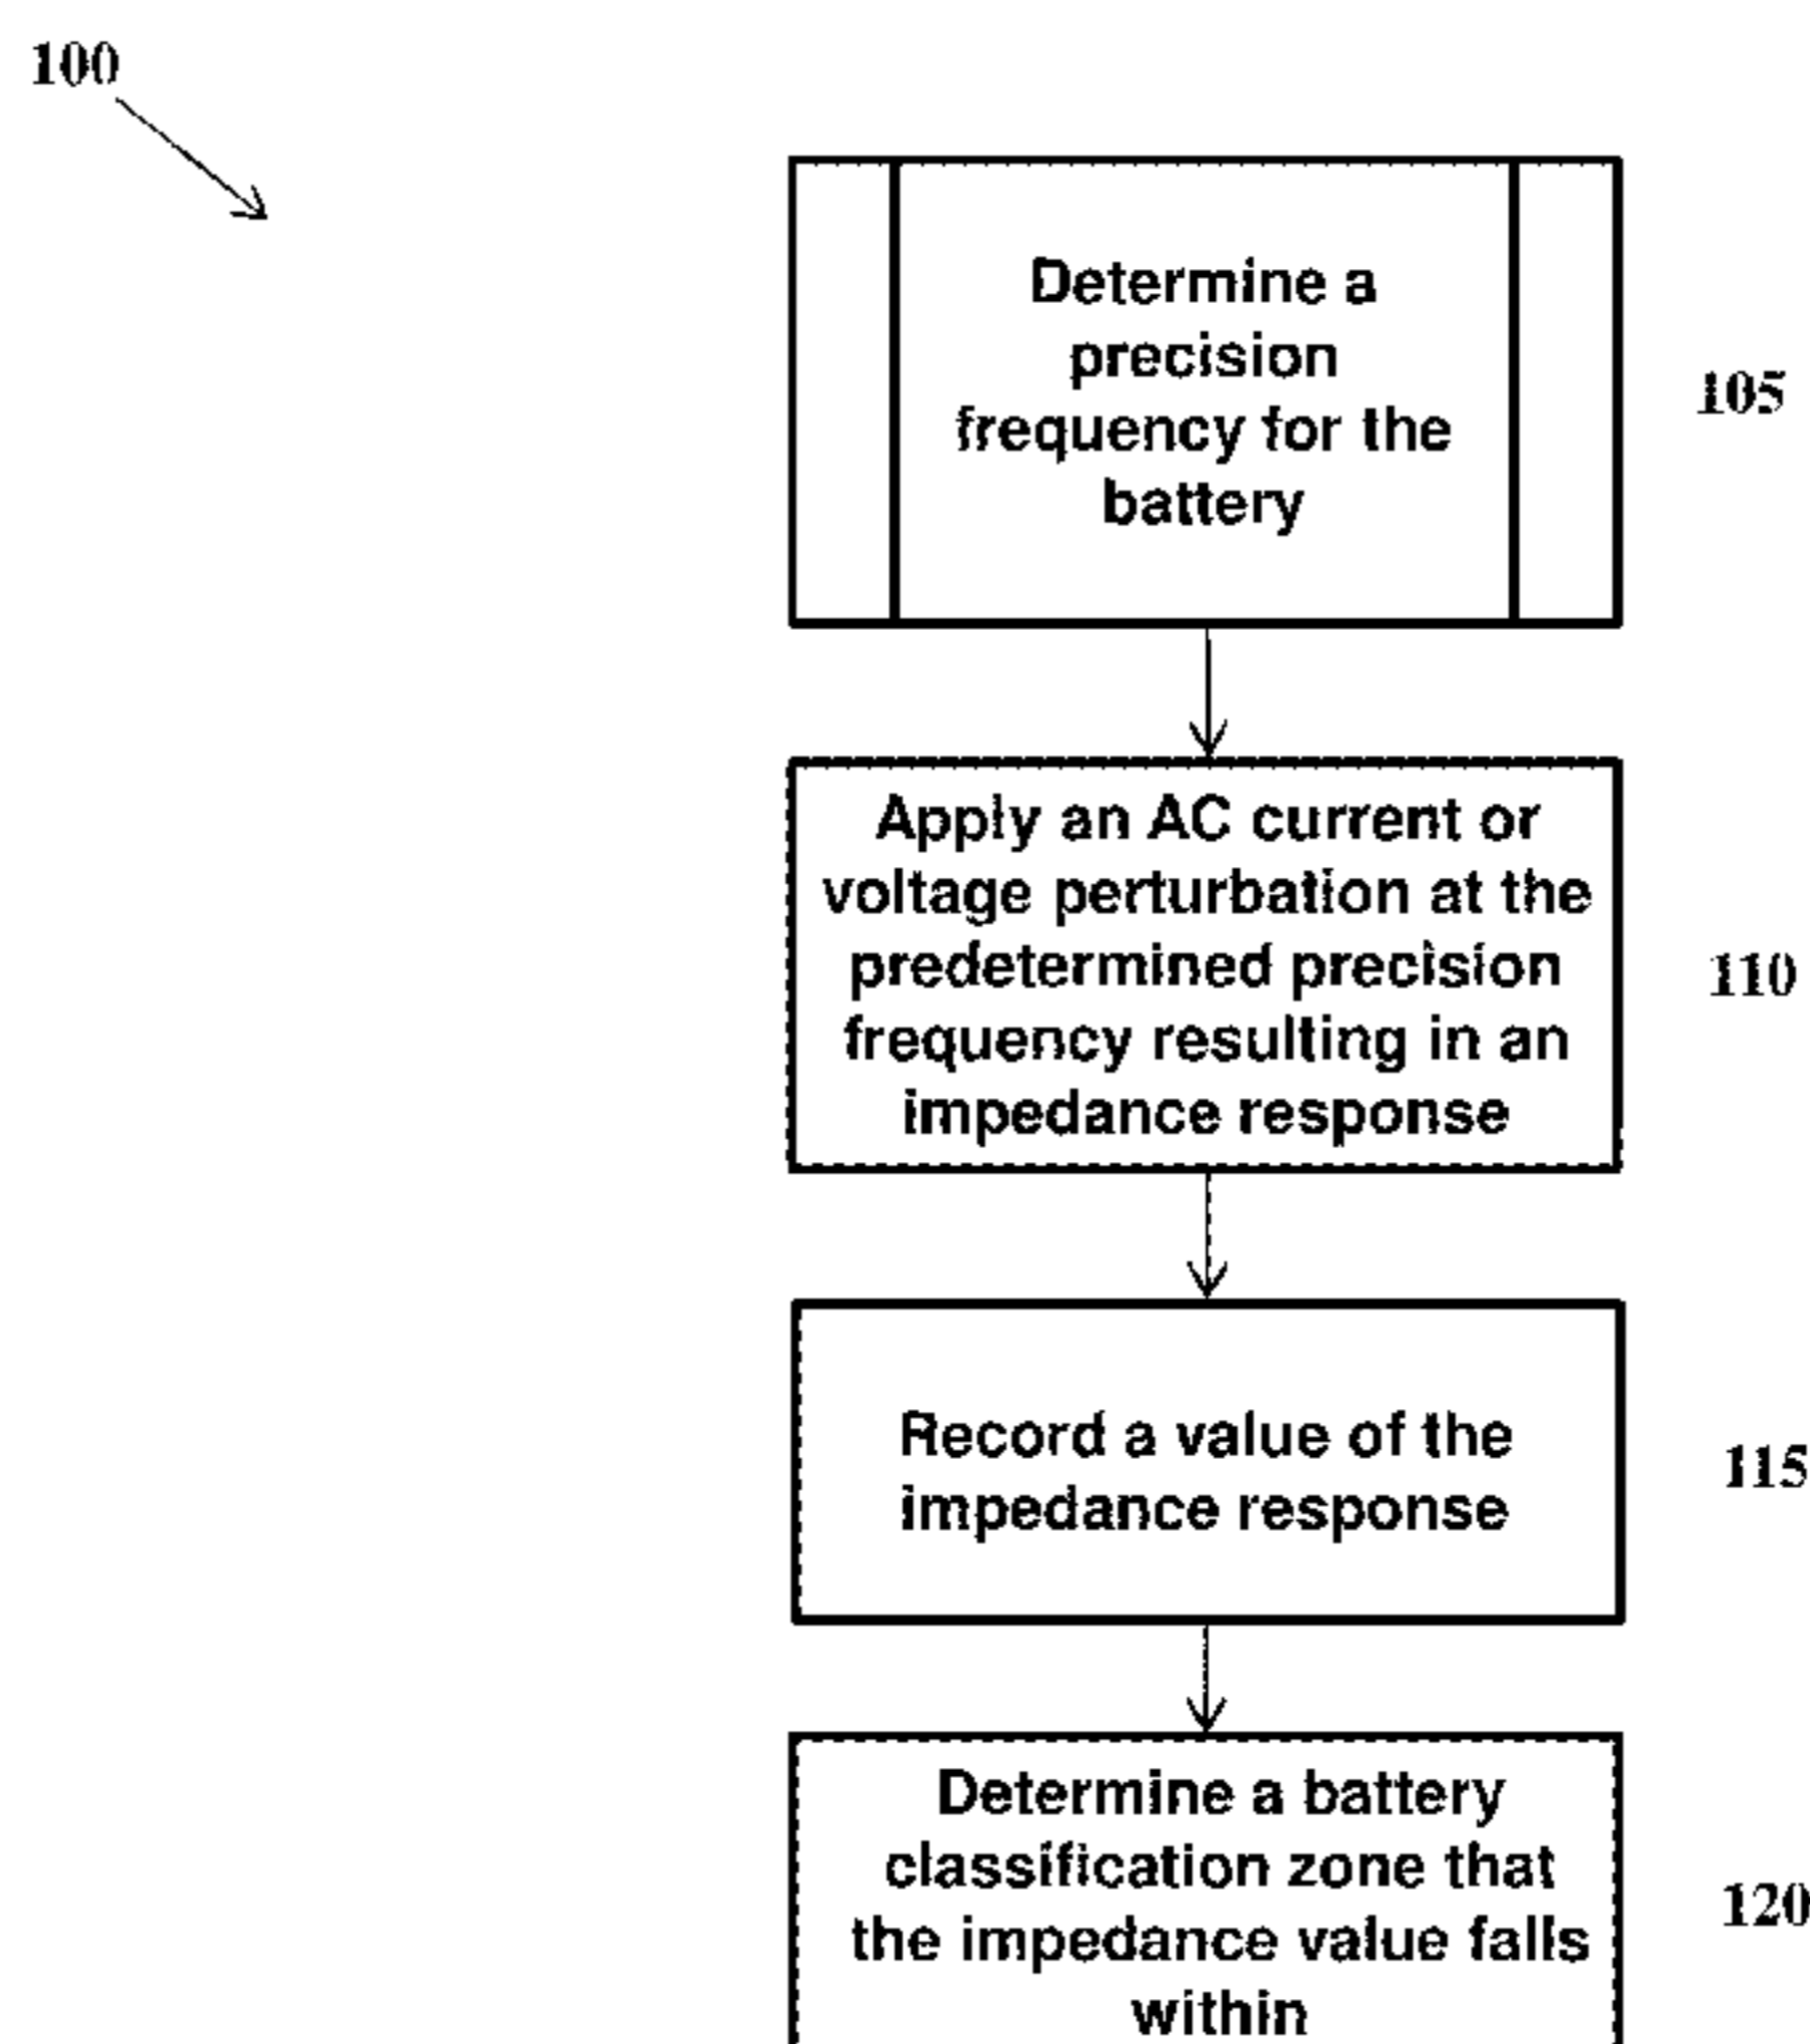 100
Determine a
precision
frequency for the
battery
105
Apply an AC current or
voltage perturbation at the
predetermined precision
frequency resulting in an
impedance response
110
Record a value of the
impedance response
115
Determine a battery
classification zone that
the impedance value falls
within
120